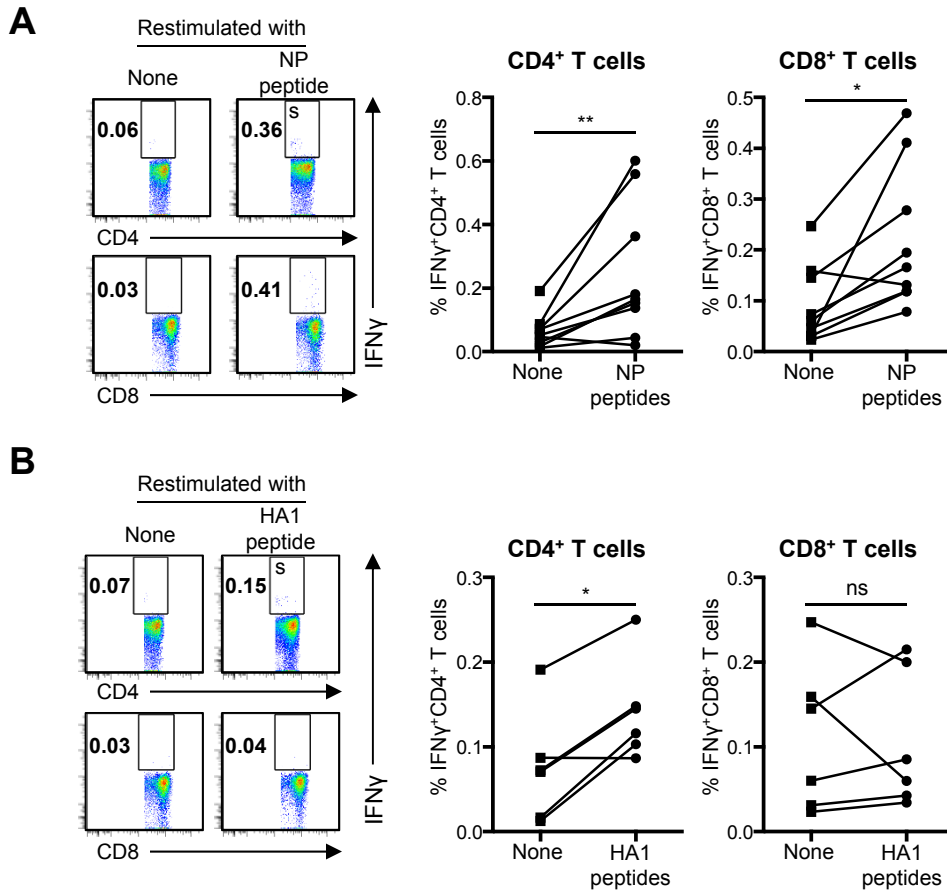 A
Restimulated with
None
NP
peptide
0.06
0.36
s
CD4
0.03
0.41
CD8
IFNγ
CD4⁺ T cells
**
% IFNγ⁺CD4⁺ T cells
0.8
0.6
0.4
0.2
0.0
None
NP
peptides
CD8⁺ T cells
*
% IFNγ⁺CD8⁺ T cells
0.5
0.4
0.3
0.2
0.1
0.0
None
NP
peptides
B
Restimulated with
None
HA1
peptide
0.07
0.15
s
CD4
0.03
0.04
CD8
IFNγ
CD4⁺ T cells
*
% IFNγ⁺CD4⁺ T cells
0.3
0.2
0.1
0.0
None
HA1
peptides
CD8⁺ T cells
ns
% IFNγ⁺CD8⁺ T cells
0.3
0.2
0.1
0.0
None
HA1
peptides